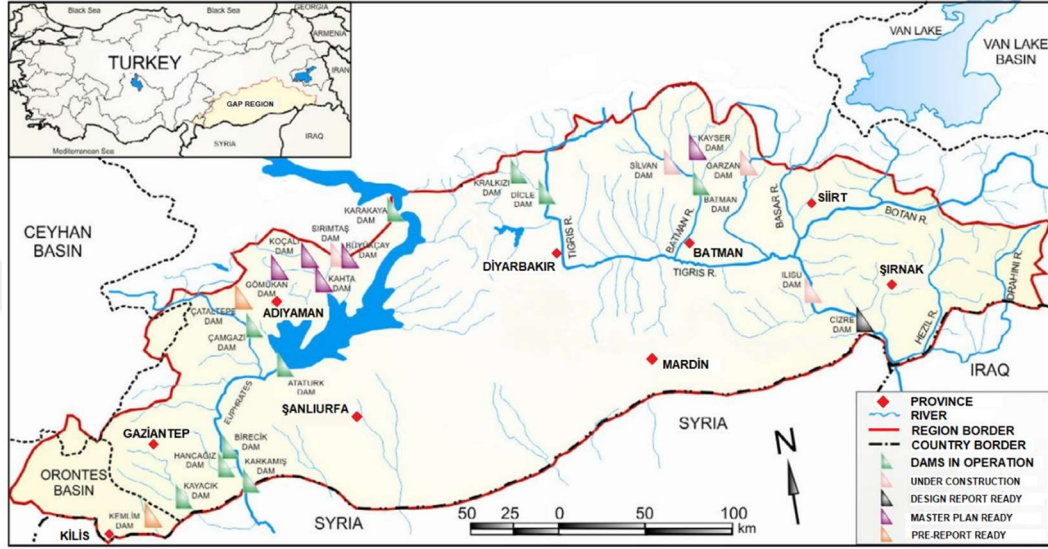 Black Sea
Black Sea
GEORGIA
ARMENIA
TURKEY
IRAN
GAP REGION
Mediterranean Sea
SYRIA
IRAQ
VAN LAKE
VAN LAKE
BASIN
CEYHAN
BASIN
KAYSER
DAM
SİLVAN
DAM
GARZAN
DAM
KRALKIZI
DAM
DİCLE
DAM
BATMAN
DAM
SİİRT
BASAR R.
BOTAN R.
KARAKAYA
DAM
SIRIMTAŞ
DAM
KOÇALİ
DAM
BÜYÜKÇAY
DAM
TIGRIS R.
BATMAN R.
BATMAN
DİYARBAKIR
TIGRIS R.
GÖMÜKAN
DAM
KAHTA
DAM
ILISU
DAM
ŞIRNAK
ADIYAMAN
ÇATALTEPE
DAM
ÇAMGAZİ
DAM
CİZRE
DAM
HEZIL R.
MARDİN
IRAQ
ATATÜRK
DAM
EUPHRATES
ŞANLIURFA
SYRIA
GAZİANTEP
BİRECİK
DAM
HANCAĞIZ
DAM
KARKAMIŞ
DAM
ORONTES
BASIN
KAYACIK
DAM
KEMLİM
DAM
KİLİS
SYRIA
N
50 25 0 50 100
km
PROVINCE
RIVER
REGION BORDER
COUNTRY BORDER
DAMS IN OPERATION
UNDER CONSTRUCTION
DESIGN REPORT READY
MASTER PLAN READY
PRE-REPORT READY